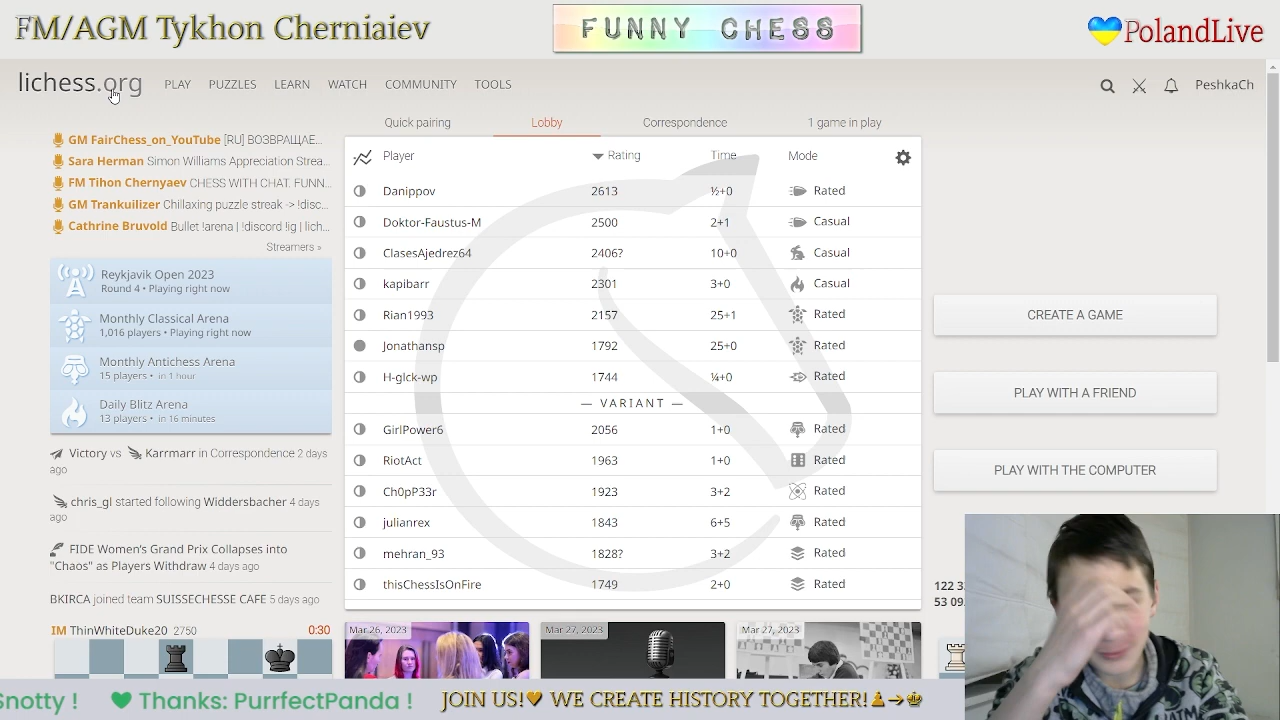 FM/AGM Tykhon Cherniaiev
FUNNY CHESS
PolandLive
lichess.org
PLAY PUZZLES LEARN WATCH COMMUNITY TOOLS
PeshkaCh
GM FairChess_on_YouTube [RU] ВОЗВРАЩАЕ...
Sara Herman Simon Willems Appreciation Strea...
FM Tihon Chernyaev CHESS WITH CHAT. FUNN...
GM Trankuilizer Chillaxing puzzle streak -> !disc...
Cathrine Bruvold Bullet !arena | !discord !ig | lich...
Streamers »
Reykjavik Open 2023
Round 4 • Playing right now
Monthly Classical Arena
1,016 players • Playing right now
Monthly Antichess Arena
15 players • in 1 hour
Daily Blitz Arena
13 players • in 16 minutes
Victory vs Karrmarr in Correspondence 2 days
ago
chris_gl started following Widdersbacher 4 days
ago
FIDE Women's Grand Prix Collapses into
"Chaos" as Players Withdraw 4 days ago
BKIRCA joined team SUISSECHESSE CAFE 5 days ago
IM ThinWhiteDuke20 2750 0:30
Quick pairing Lobby Correspondence 1 game in play
Player Rating Time Mode
Danippov 2613 ½+0 Rated
Doktor-Faustus-M 2500 2+1 Casual
ClasesAjedrez64 2406? 10+0 Casual
kapibarr 2301 3+0 Casual
Rian1993 2157 25+1 Rated
Jonathansp 1792 25+0 Rated
H-glck-wp 1744 ¼+0 Rated
— VARIANT —
GirlPower6 2056 1+0 Rated
RiotAct 1963 1+0 Rated
Ch0pP33r 1923 3+2 Rated
julianrex 1843 6+5 Rated
mehran_93 1828? 3+2 Rated
thisChessIsOnFire 1749 2+0 Rated
Mar 26, 2023 Mar 27, 2023 Mar 27, 2023
CREATE A GAME
PLAY WITH A FRIEND
PLAY WITH THE COMPUTER
122 3
53 09
Snotty ! Thanks: PurrfectPanda ! JOIN US! WE CREATE HISTORY TOGETHER!